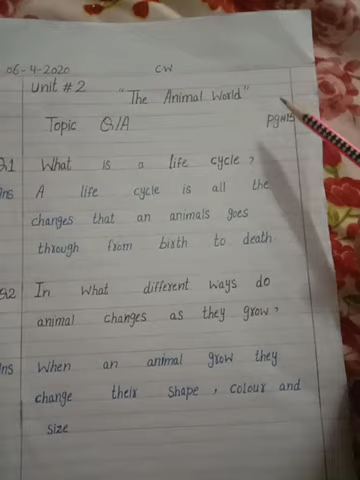 06-4-2020 CW
Unit # 2 "The Animal World"
Topic Q/A Pg#15
Q1 What is a life cycle,
Ans A life cycle is all the
changes that an animals goes
through from birth to death
Q2 In what different ways do
animal changes as they grow,
Ans When an animal grow they
change their shape, colour and
size